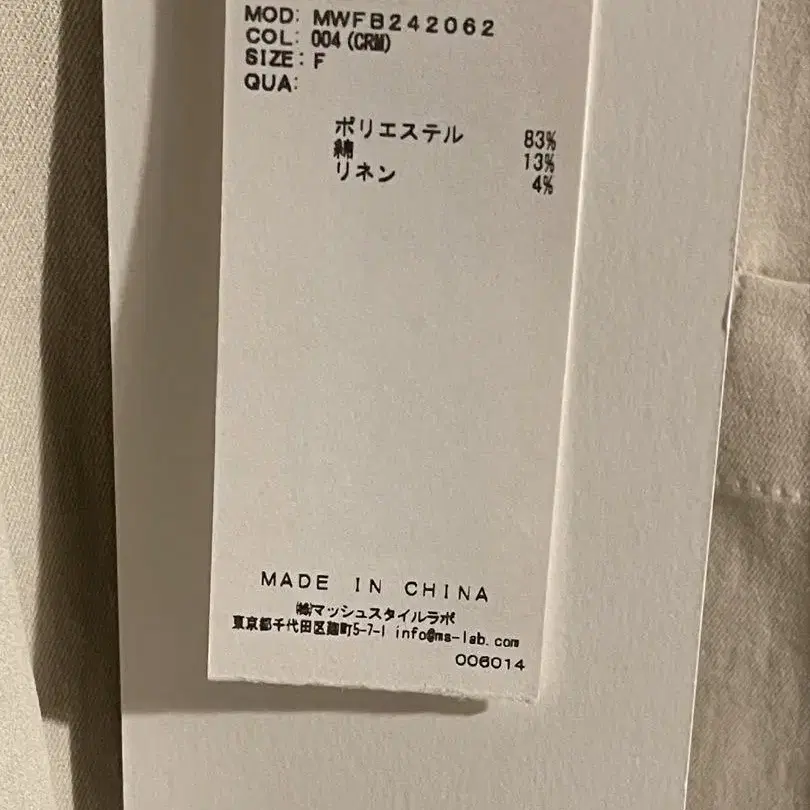 MOD: MWFB242062
COL: 004(CRM)
SIZE: F
QUA:
ポリエステル 83%
綿 13%
リネン 4%
MADE IN CHINA
㈱マッシュスタイルラボ
東京都千代田区麹町5-7-1 info@ms-lab.com
006014